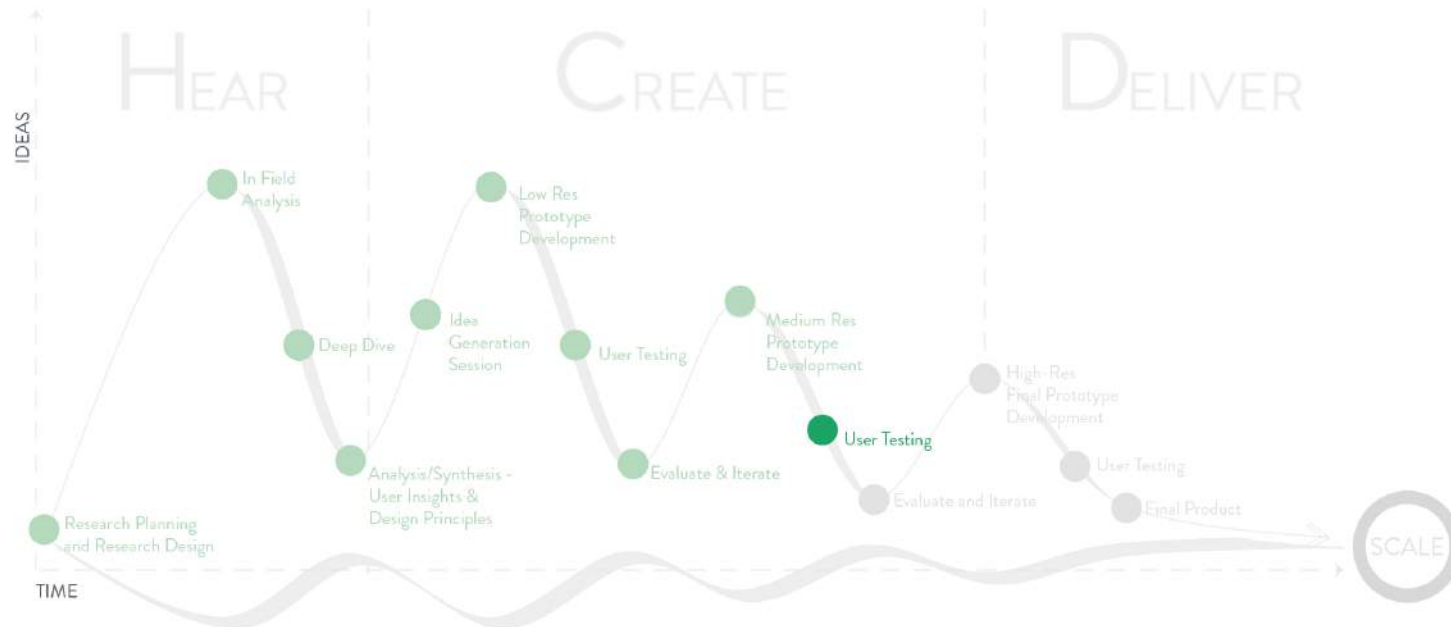 HEAR
CREATE
DELIVER
IDEAS
In Field
Analysis
Low Res
Prototype
Development
Idea
Generation
Session
Deep Dive
User Testing
Medium Res
Prototype
Development
High-Res
Final Prototype
Development
User Testing
Analysis/Synthesis -
User Insights &
Design Principles
Evaluate & Iterate
User Testing
Evaluate and Iterate
Final Product
Research Planning
and Research Design
SCALE
TIME